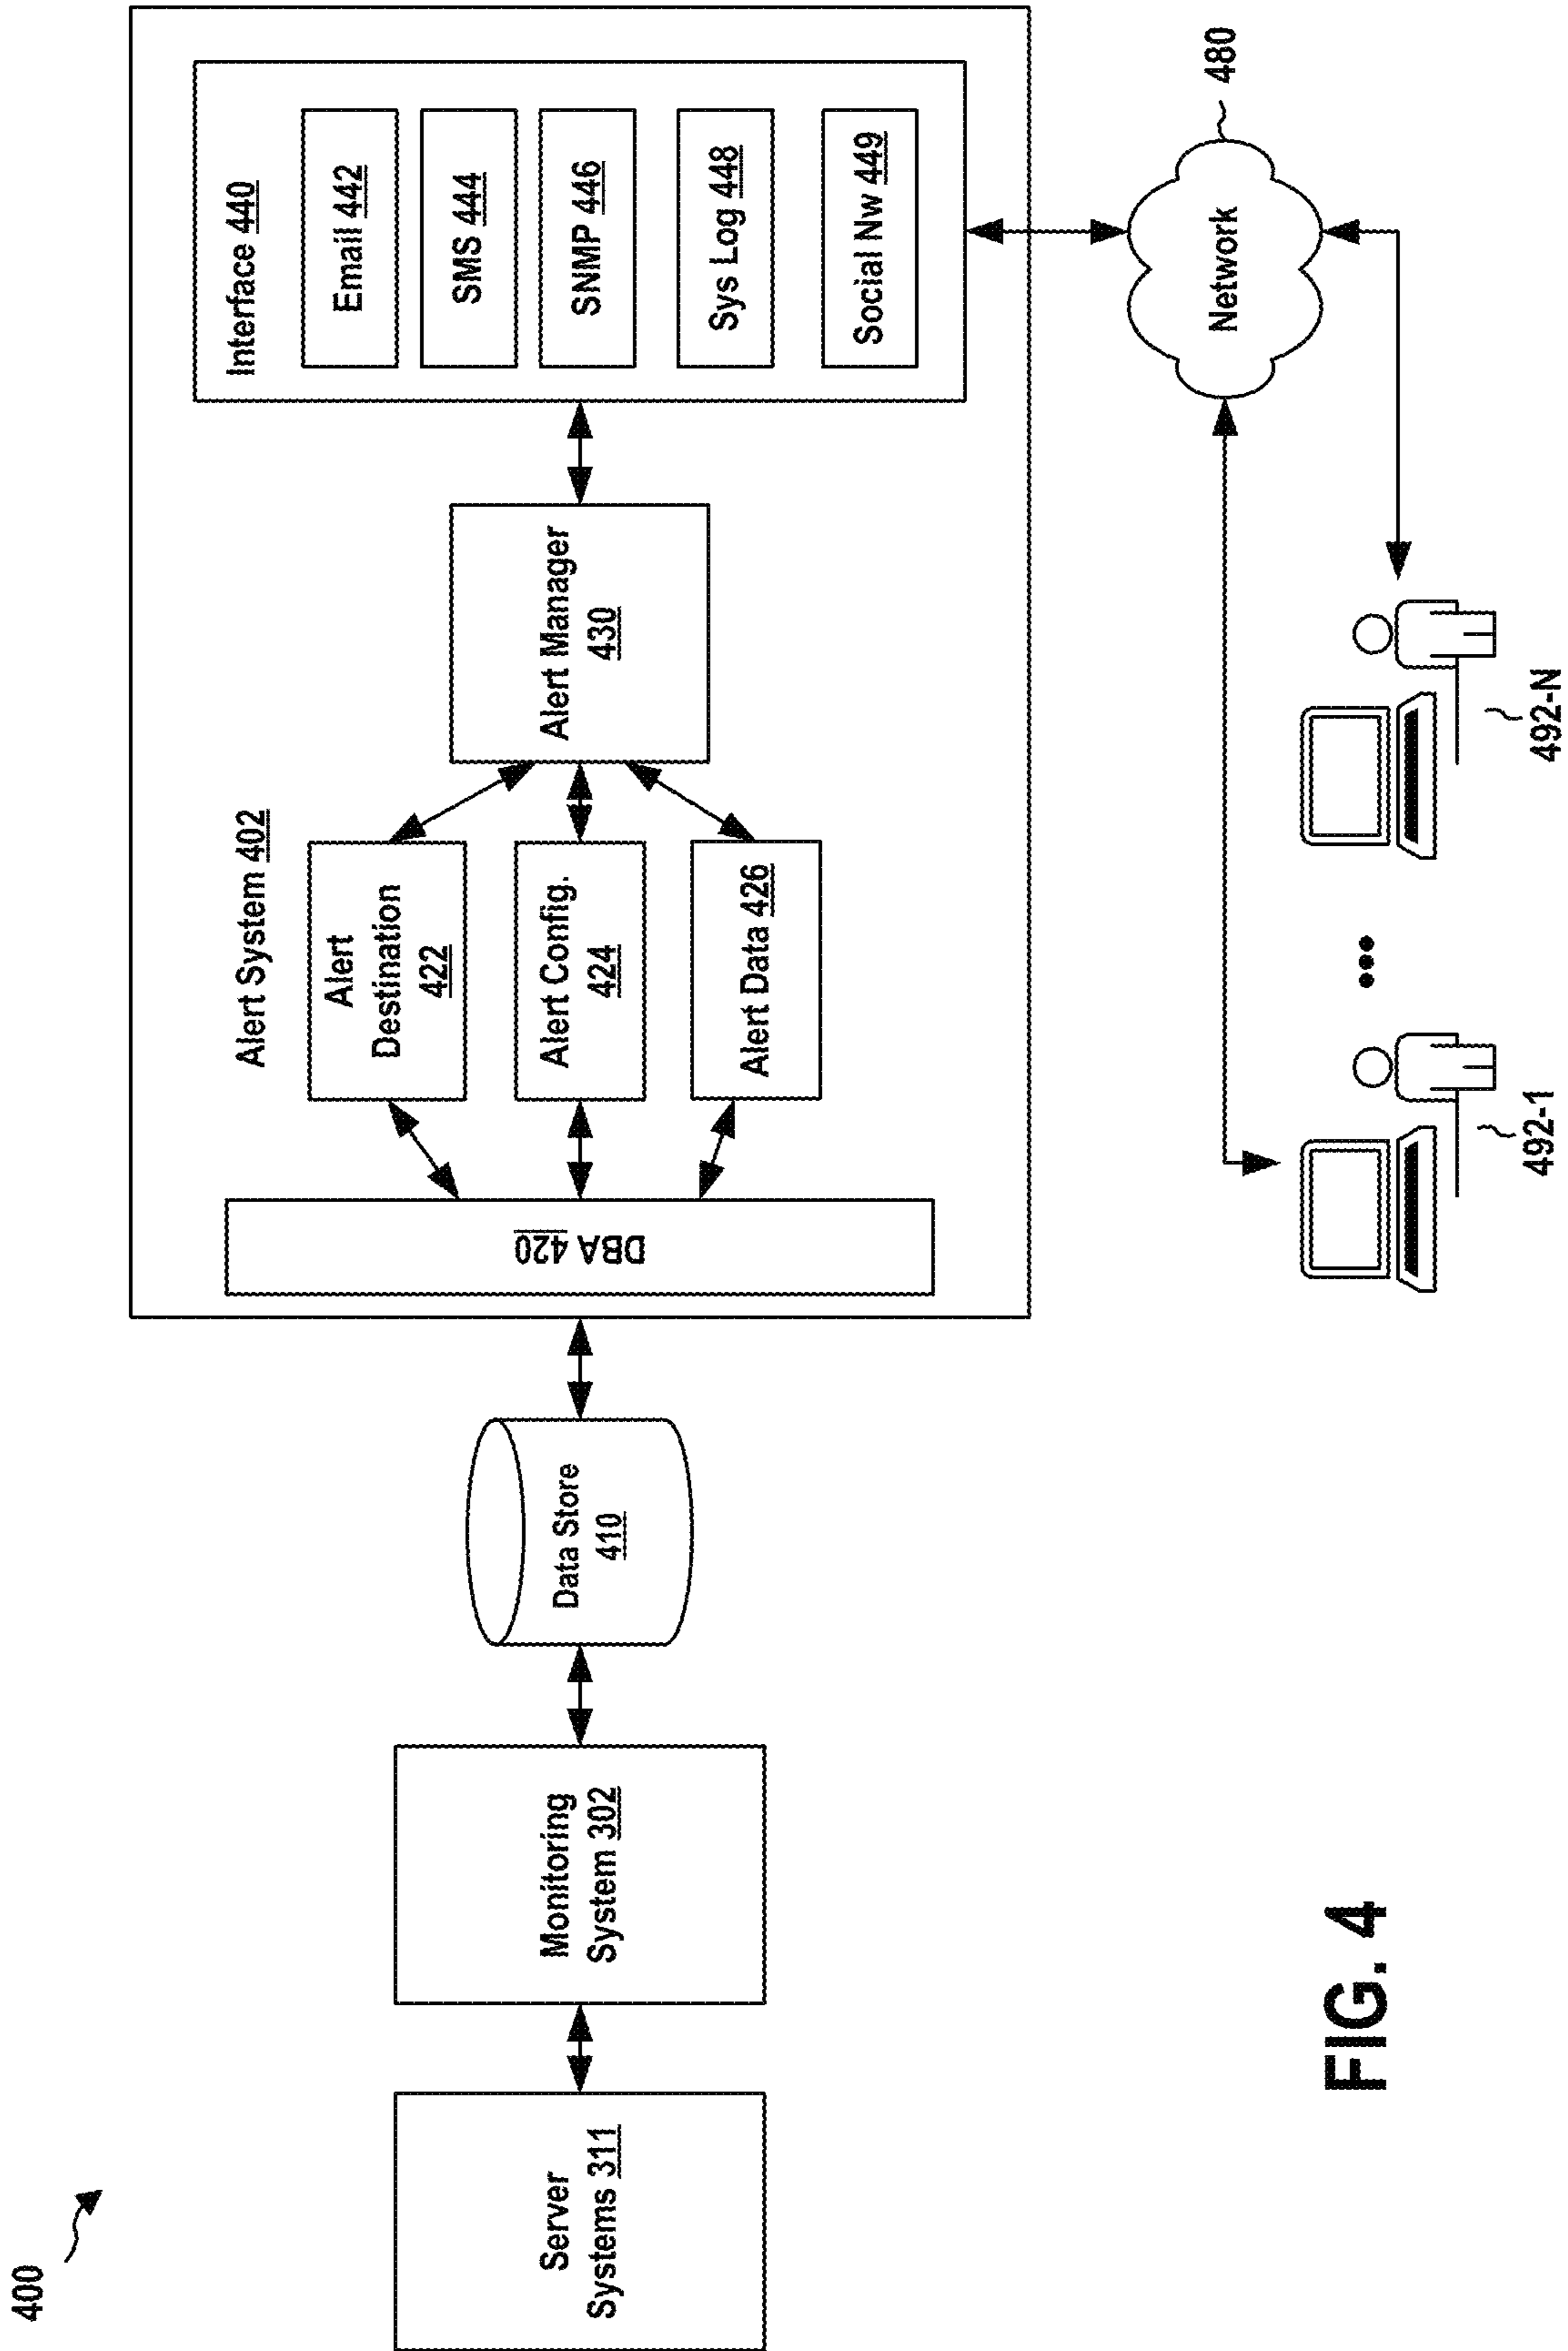 400
Server
Systems 311
Monitoring
System 302
Data Store
410
Alert System 402
DBA 420
Alert
Destination
422
Alert Config.
424
Alert Data 426
Alert Manager
430
Interface 440
Email 442
SMS 444
SNMP 446
Sys Log 448
Social Nw 449
Network
480
492-1
•••
492-N
FIG. 4